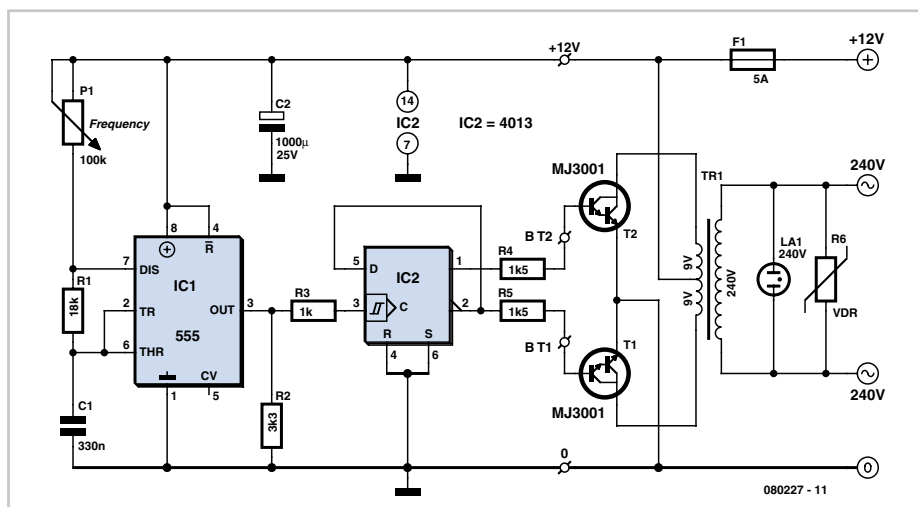 +12V
F1
+12V
5A
P1
Frequency
100k
C2
1000µ
25V
14
IC2
7
IC2 = 4013
MJ3001
TR1
240V
8
4
R
7
DIS
IC1
R1
18k
2
TR
OUT
3
555
6
THR
CV
1
5
C1
330n
R2
3k3
R3
1k
5
D
IC2
1
3
C
2
R
S
4
6
R4
1k5
R5
1k5
B T2
T2
B T1
T1
MJ3001
9V
9V
240V
LA1
240V
R6
VDR
240V
0
0
080227 - 11